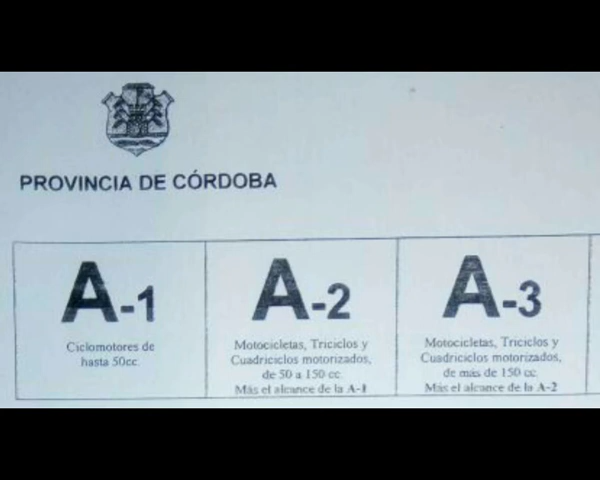 PROVINCIA DE CÓRDOBA
A-1
Ciclomotores de
hasta 50cc.
A-2
Motocicletas, Triciclos y
Cuadriciclos motorizados,
de 50 a 150 cc.
Más el alcance de la A-1
A-3
Motocicletas, Triciclos y
Cuadriciclos motorizados,
de más de 150 cc.
Más el alcance de la A-2